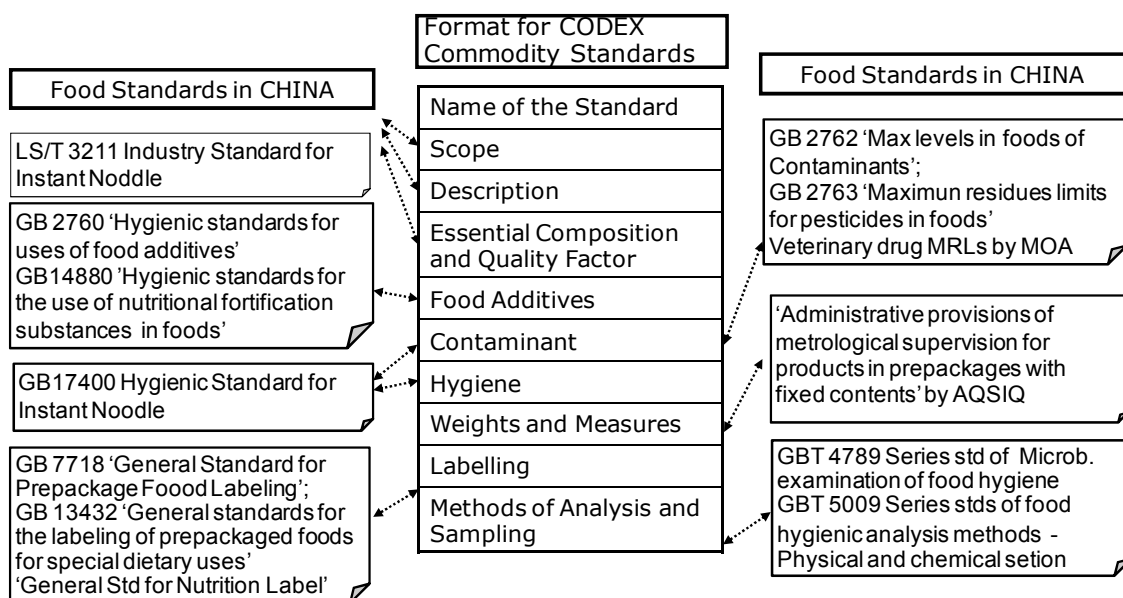 Format for CODEX
Commodity Standards
Food Standards in CHINA
LS/T 3211 Industry Standard for
Instant Noddle
GB 2760 ‘Hygienic standards for
uses of food additives’
GB14880 ’Hygienic standards for
the use of nutritional fortification
substances in foods’
GB17400 Hygienic Standard for
Instant Noodle
GB 7718 ‘General Standard for
Prepackage Foood Labeling’;
GB 13432 ‘General standards for
the labeling of prepackaged foods
for special dietary uses’
‘General Std for Nutrition Label’
Name of the Standard
Scope
Description
Essential Composition
and Quality Factor
Food Additives
Contaminant
Hygiene
Weights and Measures
Labelling
Methods of Analysis and
Sampling
Food Standards in CHINA
GB 2762 ‘Max levels in foods of
Contaminants’;
GB 2763 ‘Maximun residues limits
for pesticides in foods’
Veterinary drug MRLs by MOA
‘Administrative provisions of
metrological supervision for
products in prepackages with
fixed contents’ by AQSIQ
GBT 4789 Series std of Microb.
examination of food hygiene
GBT 5009 Series stds of food
hygienic analysis methods -
Physical and chemical setion